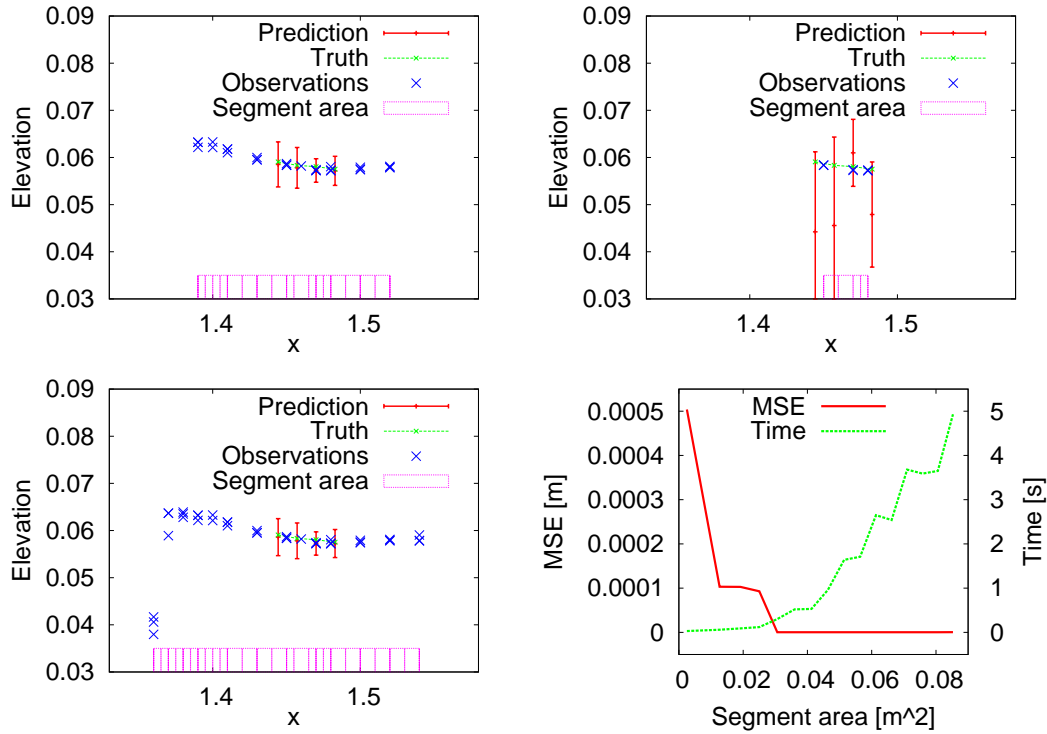 Elevation
0.09
0.08
0.07
0.06
0.05
0.04
0.03
1.4
1.5
x
Prediction
Truth
Observations
Segment area
Elevation
0.09
0.08
0.07
0.06
0.05
0.04
0.03
1.4
1.5
x
Prediction
Truth
Observations
Segment area
Elevation
0.09
0.08
0.07
0.06
0.05
0.04
0.03
1.4
1.5
x
Prediction
Truth
Observations
Segment area
MSE [m]
0.0005
0.0004
0.0003
0.0002
0.0001
0
0 0.02 0.04 0.06 0.08
Segment area [m^2]
MSE
Time
5
4
3
2
1
0
Time [s]